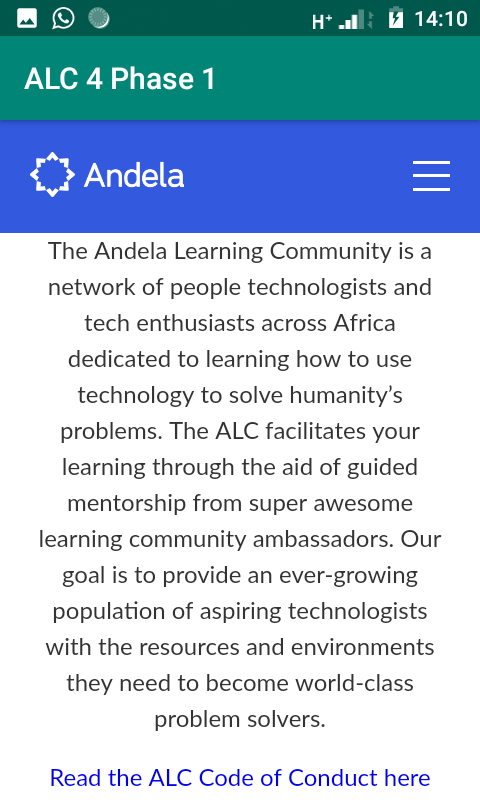 H+ 14:10
ALC 4 Phase 1
Andela
The Andela Learning Community is a
network of people technologists and
tech enthusiasts across Africa
dedicated to learning how to use
technology to solve humanity’s
problems. The ALC facilitates your
learning through the aid of guided
mentorship from super awesome
learning community ambassadors. Our
goal is to provide an ever-growing
population of aspiring technologists
with the resources and environments
they need to become world-class
problem solvers.
Read the ALC Code of Conduct here